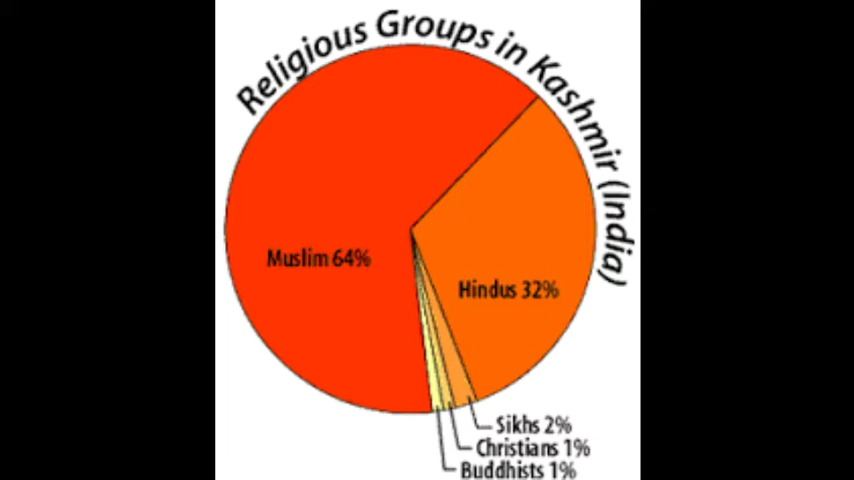 Religious Groups in Kashmir (India)
Muslim 64%
Hindus 32%
Sikhs 2%
Christians 1%
Buddhists 1%